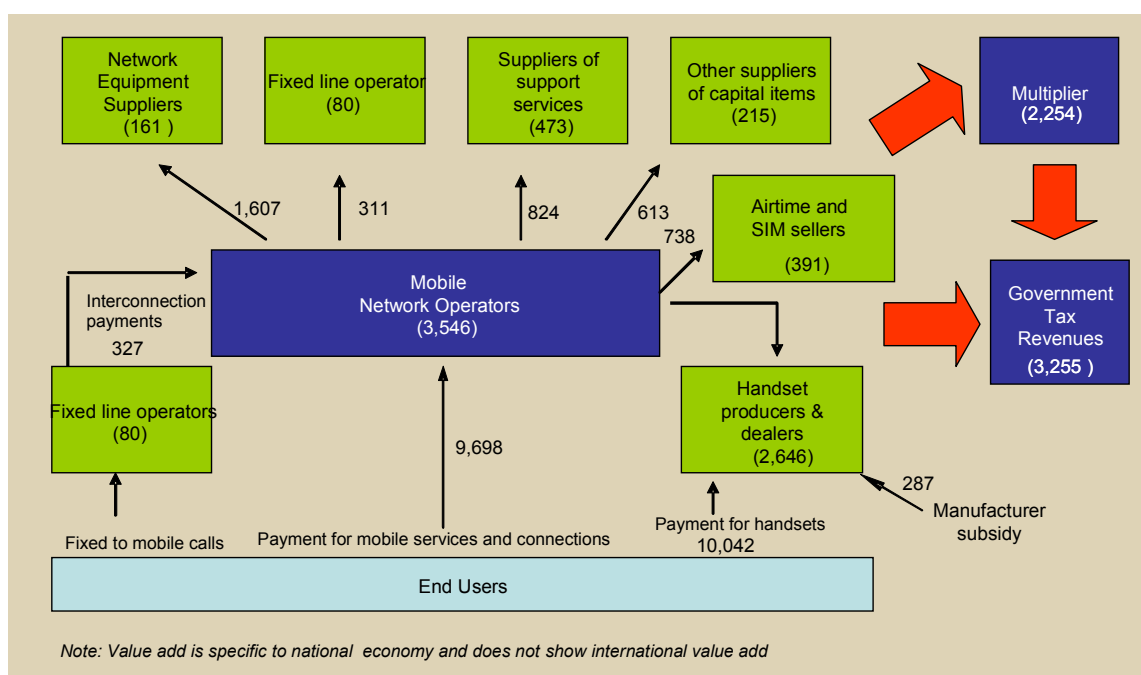 Network
Equipment
Suppliers
(161 )
Fixed line operator
(80)
Suppliers of
support
services
(473)
Other suppliers
of capital items
(215)
Multiplier
(2,254)
1,607
311
824
613
738
Airtime and
SIM sellers
(391)
Interconnection
payments
327
Mobile
Network Operators
(3,546)
Government
Tax
Revenues
(3,255 )
Fixed line operators
(80)
9,698
Handset
producers &
dealers
(2,646)
287
Manufacturer
subsidy
Fixed to mobile calls
Payment for mobile services and connections
Payment for handsets
10,042
End Users
Note: Value add is specific to national economy and does not show international value add